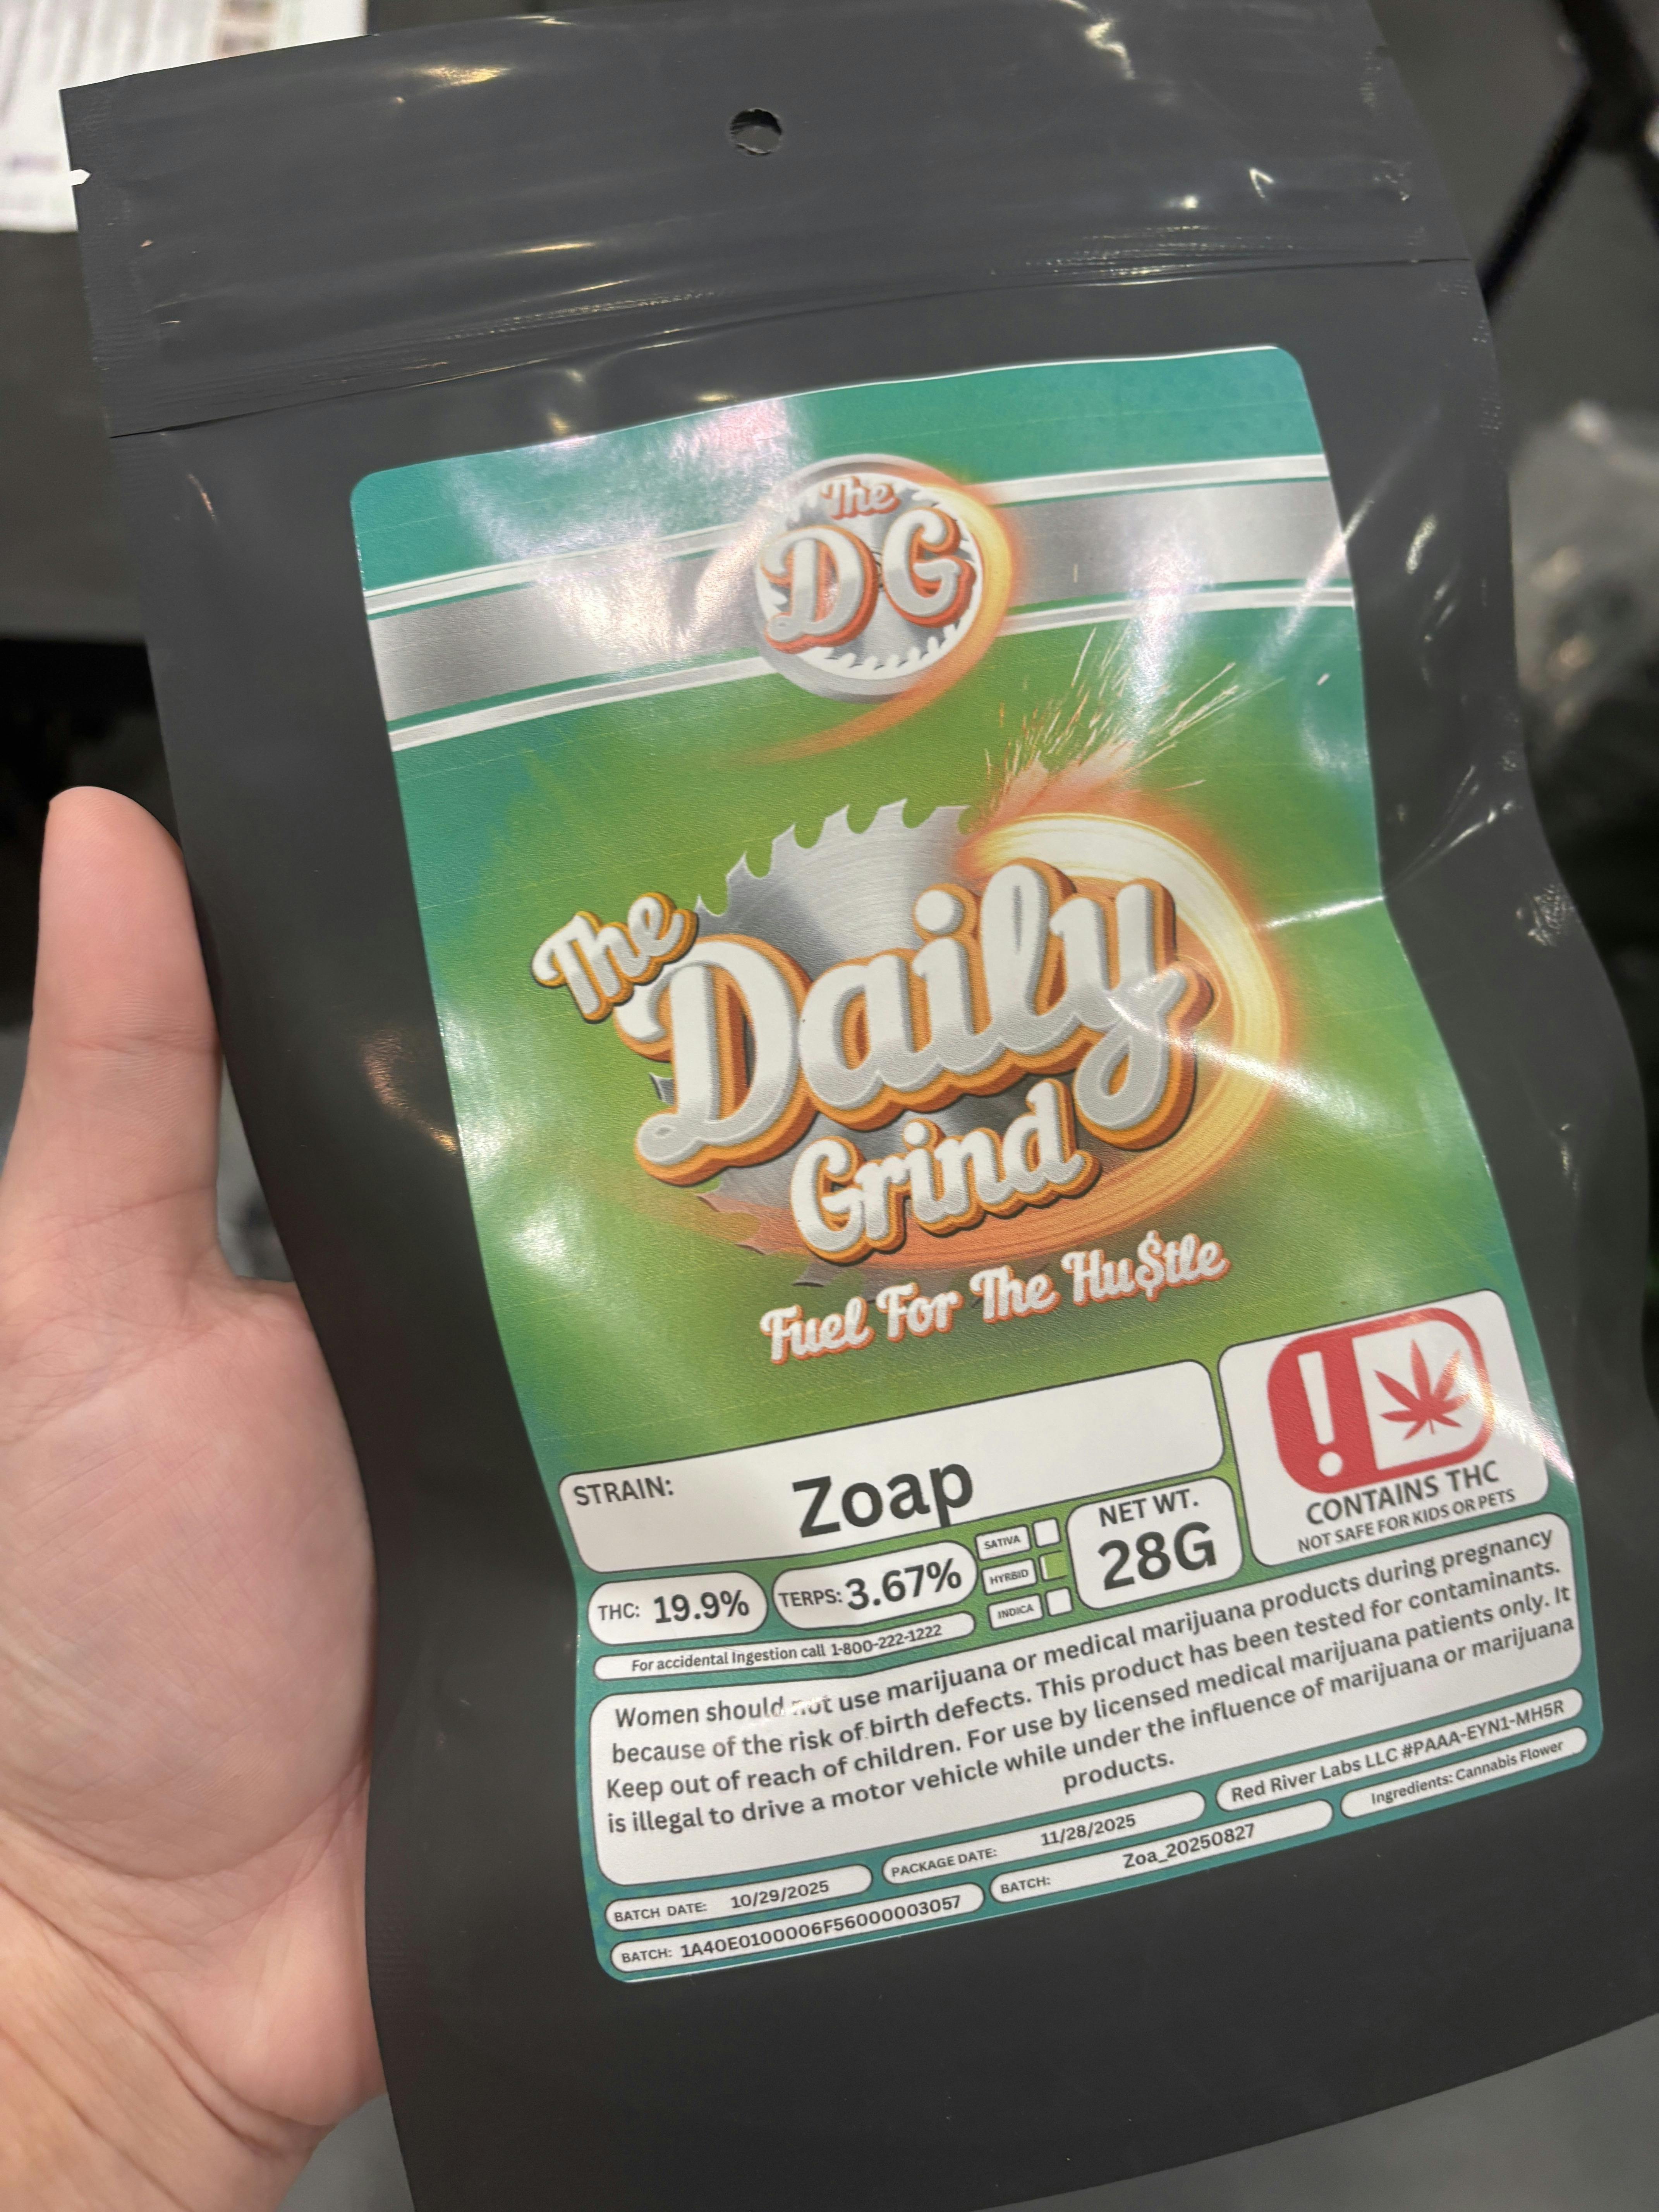 The
DG
The
Daily
Grind
Fuel For The Hu$tle
STRAIN: Zoap
CONTAINS THC
NOT SAFE FOR KIDS OR PETS
THC: 19.9%
TERPS: 3.67%
SATIVA
HYRBID
INDICA
NET WT.
28G
For accidental Ingestion call 1-800-222-1222
Women should not use marijuana or medical marijuana products during pregnancy
because of the risk of birth defects. This product has been tested for contaminants.
Keep out of reach of children. For use by licensed medical marijuana patients only. It
is illegal to drive a motor vehicle while under the influence of marijuana or marijuana
products.
Red River Labs LLC #PAAA-EYN1-MH5R
BATCH DATE: 10/29/2025
PACKAGE DATE: 11/28/2025
Ingredients: Cannabis Flower
BATCH: 1A40E0100006F56000003057
BATCH: Zoa_20250827